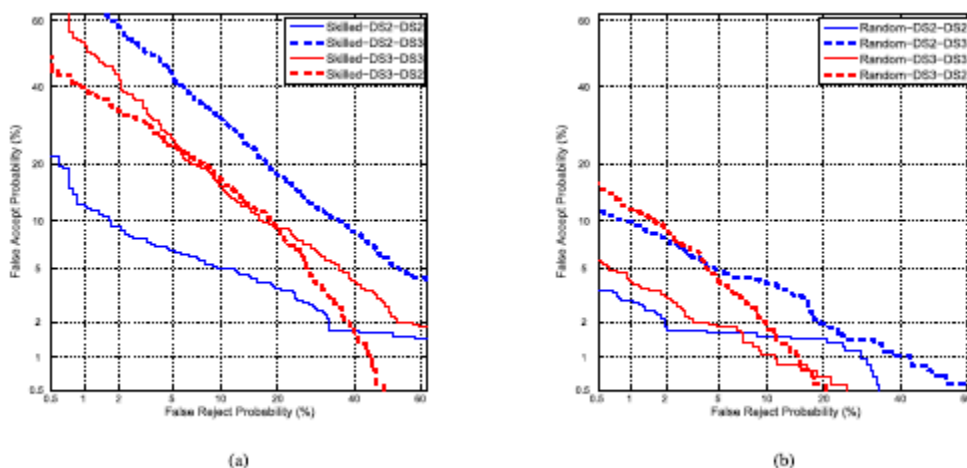 60
40
20
10
5
2
1
0.5
0.5 1 2 5 10 20 40 60
False Accept Probability (%)
False Reject Probability (%)
Skilled-DS2-DS2
Skilled-DS2-DS3
Skilled-DS3-DS3
Skilled-DS3-DS2
(a)
60
40
20
10
5
2
1
0.5
0.5 1 2 5 10 20 40 60
False Accept Probability (%)
False Reject Probability (%)
Random-DS2-DS2
Random-DS2-DS3
Random-DS3-DS3
Random-DS3-DS2
(b)